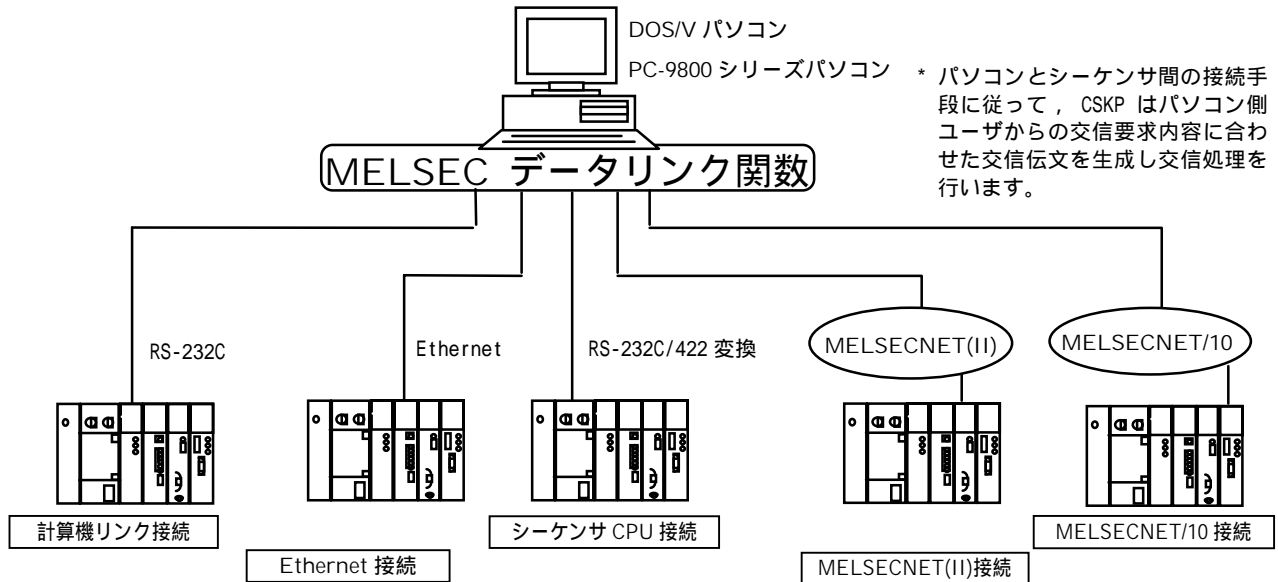 DOS/V パソコン
PC-9800 シリーズパソコン
* パソコンとシーケンサ間の接続手
段に従って， CSKP はパソコン側
ユーザからの交信要求内容に合わ
せた交信伝文を生成し交信処理を
行います。
MELSEC データリンク関数
RS-232C
Ethernet
RS-232C/422 変換
MELSECNET(II)
MELSECNET/10
計算機リンク接続
Ethernet 接続
シーケンサ CPU 接続
MELSECNET(II)接続
MELSECNET/10 接続